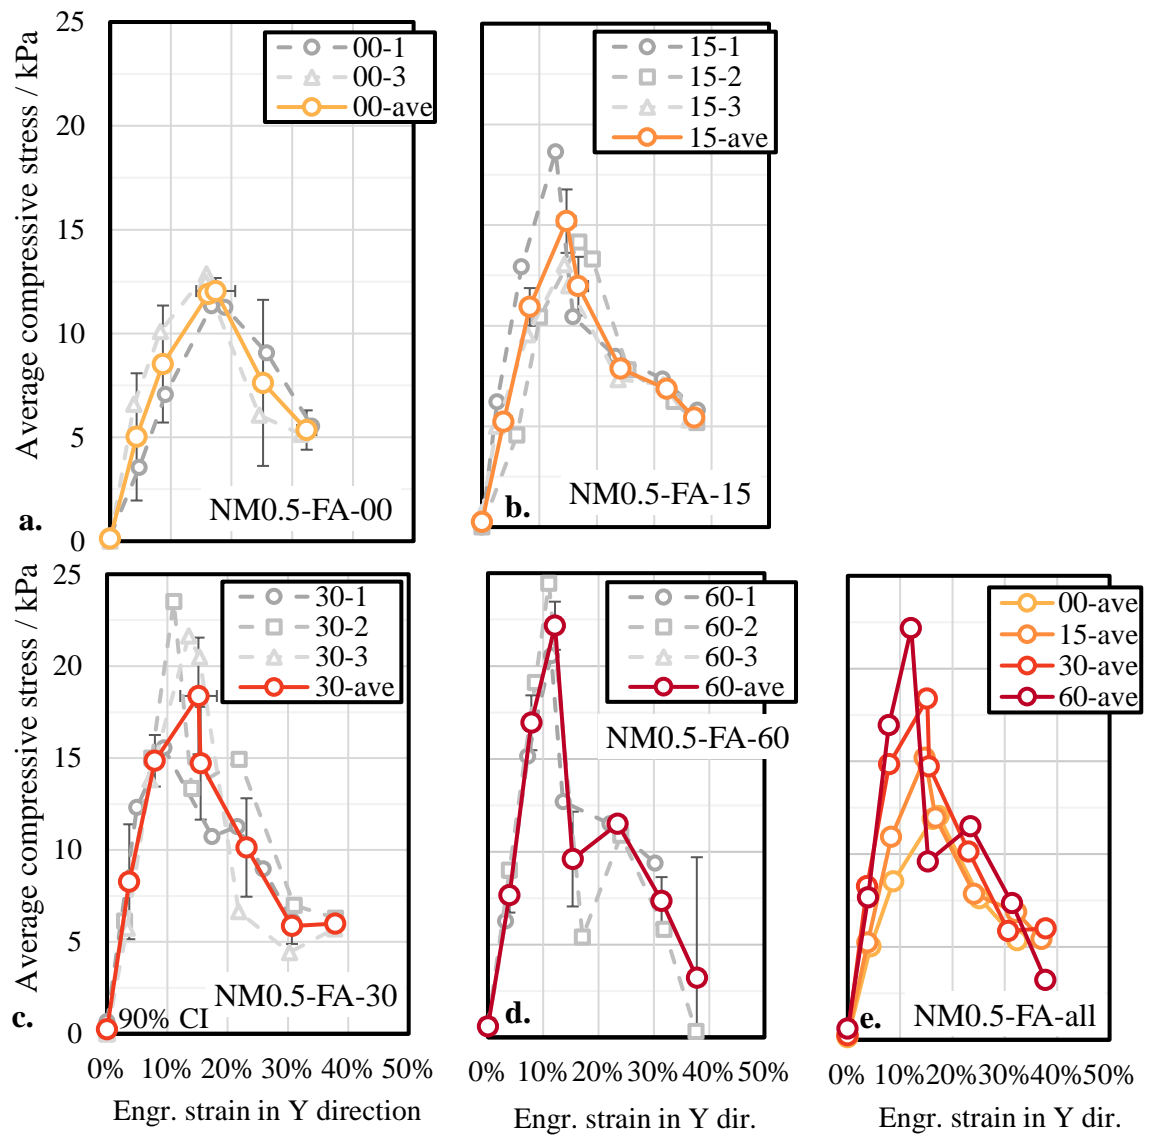 Average compressive stress / kPa
25
20
15
10
5
0
00-1
00-3
00-ave
NM0.5-FA-00
a.
15-1
15-2
15-3
15-ave
NM0.5-FA-15
b.
Average compressive stress / kPa
25
20
15
10
5
0
30-1
30-2
30-3
30-ave
NM0.5-FA-30
c.
90% CI
0% 10% 20% 30% 40% 50%
Engr. strain in Y direction
60-1
60-2
60-3
60-ave
NM0.5-FA-60
d.
0% 10% 20% 30% 40% 50%
Engr. strain in Y dir.
00-ave
15-ave
30-ave
60-ave
e.
NM0.5-FA-all
0% 10% 20% 30% 40% 50%
Engr. strain in Y dir.